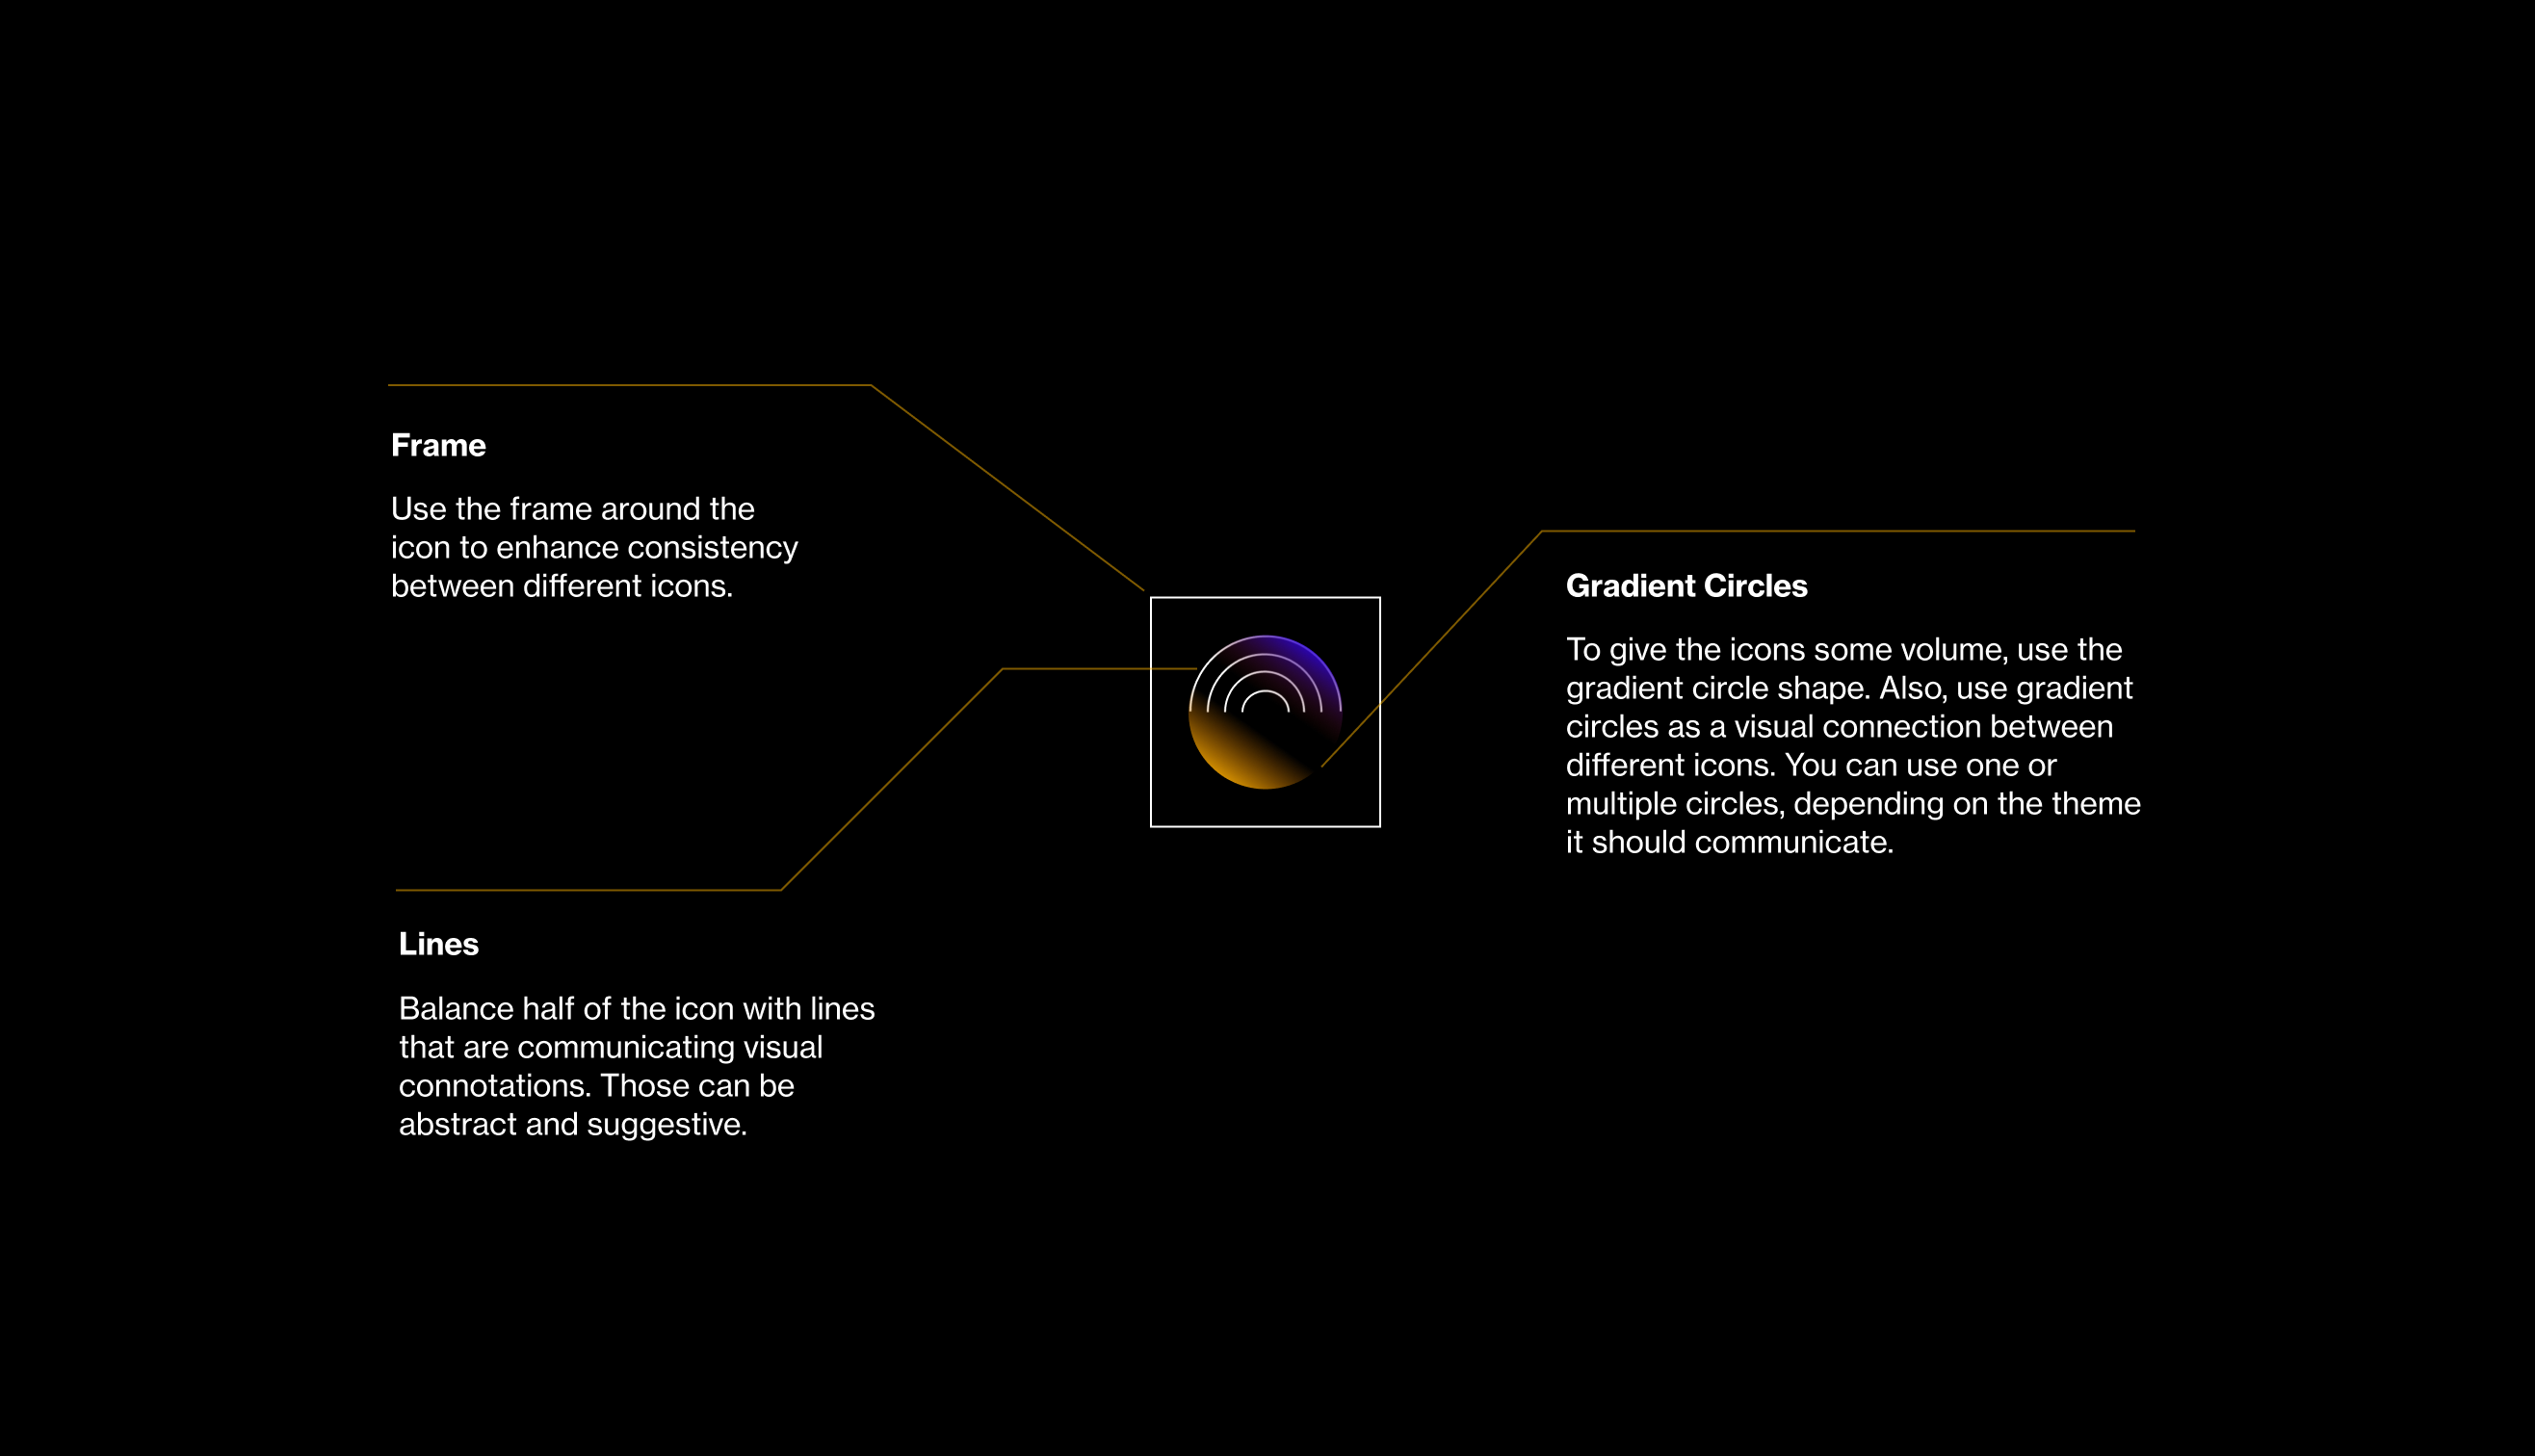 Frame
Use the frame around the
icon to enhance consistency
between different icons.
Gradient Circles
To give the icons some volume, use the
gradient circle shape. Also, use gradient
circles as a visual connection between
different icons. You can use one or
multiple circles, depending on the theme
it should communicate.
Lines
Balance half of the icon with lines
that are communicating visual
connotations. Those can be
abstract and suggestive.